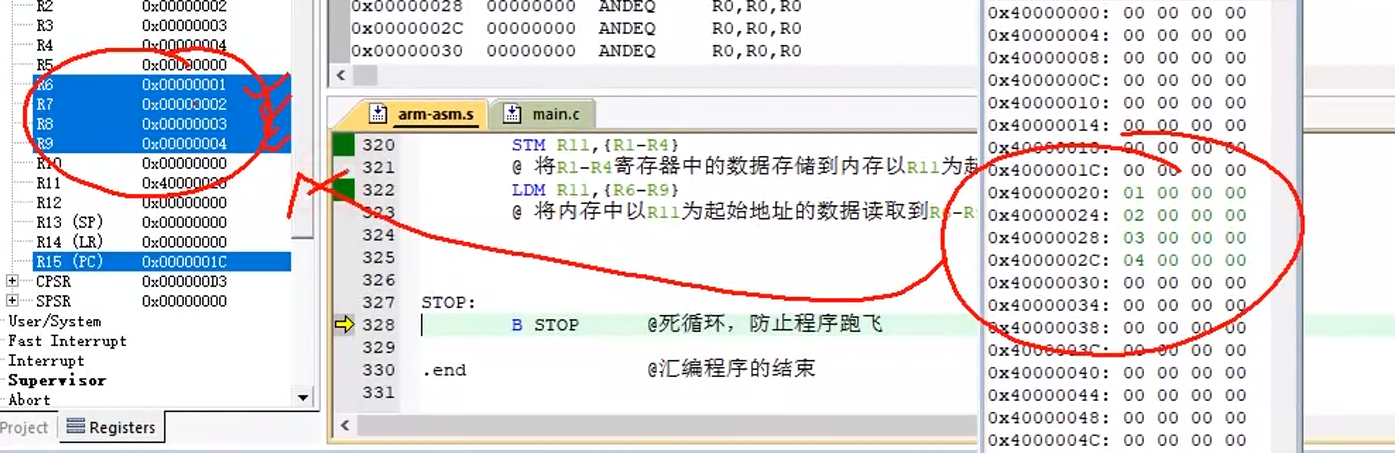 R2 0x00000002
R3 0x00000003
R4 0x00000004
R5 0x00000000
R6 0x00000001
R7 0x00000002
R8 0x00000003
R9 0x00000004
R10 0x00000000
R11 0x40000020
R12 0x00000000
R13 (SP) 0x00000000
R14 (LR) 0x00000000
R15 (PC) 0x0000001C
CPSR 0x000000D3
SPSR 0x00000000
User/System
Fast Interrupt
Interrupt
Supervisor
Abort
Project Registers
0x00000028 00000000 ANDEQ R0,R0,R0
0x0000002C 00000000 ANDEQ R0,R0,R0
0x00000030 00000000 ANDEQ R0,R0,R0
arm-asm.s main.c
320 STM R11,{R1-R4}
321 @ 将R1-R4寄存器中的数据存储到内存以R11为起
322 LDM R11,{R6-R9}
323 @ 将内存中以R11为起始地址的数据读取到R6-R9
324
325
326
327 STOP:
328 B STOP @死循环，防止程序跑飞
329
330 .end @汇编程序的结束
331
0x40000000: 00 00 00 00
0x40000004: 00 00 00 00
0x40000008: 00 00 00 00
0x4000000C: 00 00 00 00
0x40000010: 00 00 00 00
0x40000014: 00 00 00 00
0x40000018: 00 00 00 00
0x4000001C: 00 00 00 00
0x40000020: 01 00 00 00
0x40000024: 02 00 00 00
0x40000028: 03 00 00 00
0x4000002C: 04 00 00 00
0x40000030: 00 00 00 00
0x40000034: 00 00 00 00
0x40000038: 00 00 00 00
0x4000003C: 00 00 00 00
0x40000040: 00 00 00 00
0x40000044: 00 00 00 00
0x40000048: 00 00 00 00
0x4000004C: 00 00 00 00